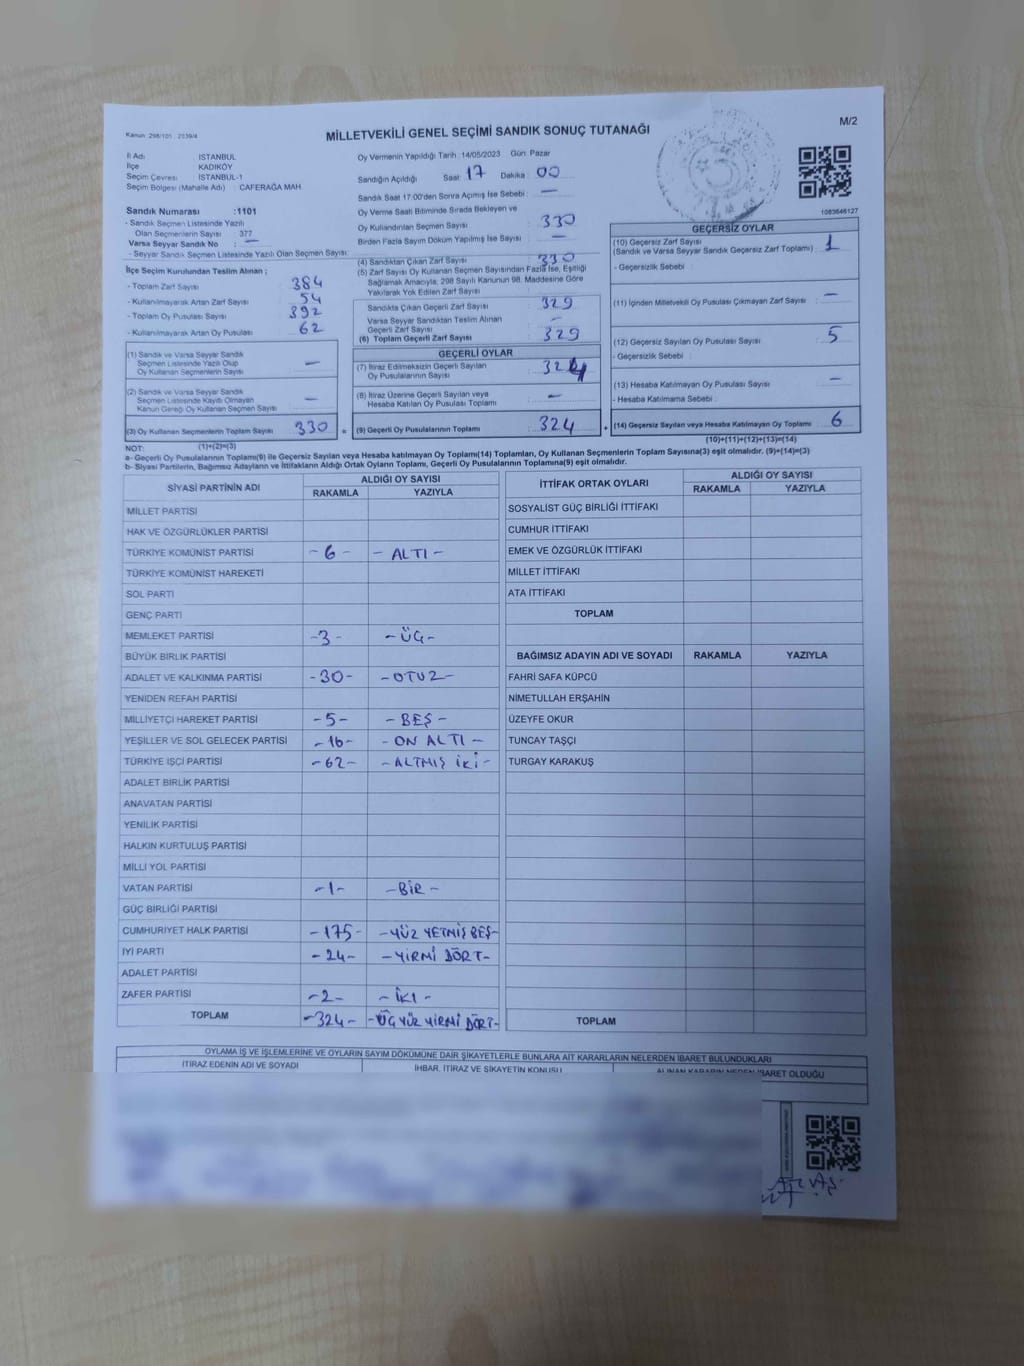 Kanun 298/105 2839/4
MİLLETVEKİLİ GENEL SEÇİMİ SANDIK SONUÇ TUTANAĞI
M/2
İl Adı İSTANBUL
İlçe KADIKÖY
Seçim Çevresi İSTANBUL-1
Seçim Bölgesi (Mahalle Adı) : CAFERAĞA MAH.
Sandık Numarası :1101
- Sandık Seçmen Listesinde Yazılı
Olan Seçmenlerin Sayısı : 377
Varsa Seyyar Sandık No : —
- Seyyar Sandık Seçmen Listesinde Yazılı Olan Seçmen Sayısı:
İlçe Seçim Kurulundan Teslim Alınan ;
- Toplam Zarf Sayısı 384
- Kullanılmayarak Artan Zarf Sayısı 54
- Toplam Oy Pusulası Sayısı 392
- Kullanılmayarak Artan Oy Pusulası 62
(1) Sandık ve Varsa Seyyar Sandık
Seçmen Listesinde Yazılı Olup
Oy Kullanan Seçmenlerin Sayısı —
(2) Sandık ve Varsa Seyyar Sandık
Seçmen Listesinde Kayıtlı Olmayan
Kanun Gereği Oy Kullanan Seçmen Sayısı —
(3) Oy Kullanan Seçmenlerin Toplam Sayısı 330
(1)+(2)=(3)
Oy Vermenin Yapıldığı Tarih : 14/05/2023 Gün: Pazar
Sandığın Açıldığı Saat: 17 Dakika : 00
Sandık Saat 17.00'den Sonra Açımış İse Sebebi : —
Oy Verme Saati Bitiminde Sırada Bekleyen ve
Oy Kullandırılan Seçmen Sayısı : 330
Birden Fazla Sayım Döküm Yapılmış İse Sayısı : —
(4) Sandıktan Çıkan Zarf Sayısı : 330
(5) Zarf Sayısı Oy Kullanan Seçmen Sayısından Fazla İse, Eşitliği
Sağlamak Amacıyla; 298 Sayılı Kanunun 98. Maddesine Göre
Yakılarak Yok Edilen Zarf Sayısı :
Sandıkta Çıkan Geçerli Zarf Sayısı : 329
Varsa Seyyar Sandıktan Teslim Alınan
Geçerli Zarf Sayısı : —
(6) Toplam Geçerli Zarf Sayısı : 329
GEÇERLİ OYLAR
(7) İtiraz Edilmeksizin Geçerli Sayılan
Oy Pusulalarının Sayısı : 324
(8) İtiraz Üzerine Geçerli Sayılan veya
Hesaba Katılan Oy Pusulası Toplamı —
(9) Geçerli Oy Pusulalarının Toplamı : 324
1083646127
GEÇERSİZ OYLAR
(10) Geçersiz Zarf Sayısı
(Sandık ve Varsa Seyyar Sandık Geçersiz Zarf Toplamı) : 1
- Geçersizlik Sebebi :
(11) İçinden Milletvekili Oy Pusulası Çıkmayan Zarf Sayısı : —
(12) Geçersiz Sayılan Oy Pusulası Sayısı : 5
- Geçersizlik Sebebi :
(13) Hesaba Katılmayan Oy Pusulası Sayısı : —
- Hesaba Katılmama Sebebi :
(14) Geçersiz Sayılan veya Hesaba Katılmayan Oy Toplamı : 6
(10)+(11)+(12)+(13)=(14)
NOT:
a- Geçerli Oy Pusulalarının Toplamı(9) ile Geçersiz Sayılan veya Hesaba katılmayan Oy Toplamı(14) Toplamları, Oy Kullanan Seçmenlerin Toplam Sayısına(3) eşit olmalıdır. (9)+(14)=(3)
b- Siyasi Partilerin, Bağımsız Adayların ve İttifakların Aldığı Ortak Oyların Toplamı, Geçerli Oy Pusulalarının Toplamına(9) eşit olmalıdır.
SİYASİ PARTİNİN ADI ALDIĞI OY SAYISI
RAKAMLA YAZIYLA
MİLLET PARTİSİ
HAK VE ÖZGÜRLÜKLER PARTİSİ
TÜRKİYE KOMÜNİST PARTİSİ -6- - ALTI -
TÜRKİYE KOMÜNİST HAREKETİ
SOL PARTİ
GENÇ PARTİ
MEMLEKET PARTİSİ -3- -ÜÇ-
BÜYÜK BİRLİK PARTİSİ
ADALET VE KALKINMA PARTİSİ -30- -OTUZ-
YENİDEN REFAH PARTİSİ
MİLLİYETÇİ HAREKET PARTİSİ -5- -BEŞ-
YEŞİLLER VE SOL GELECEK PARTİSİ -16- -ON ALTI-
TÜRKİYE İŞÇİ PARTİSİ -62- -ALTMIŞ İKİ-
ADALET BİRLİK PARTİSİ
ANAVATAN PARTİSİ
YENİLİK PARTİSİ
HALKIN KURTULUŞ PARTİSİ
MİLLİ YOL PARTİSİ
VATAN PARTİSİ -1- -BİR-
GÜÇ BİRLİĞİ PARTİSİ
CUMHURİYET HALK PARTİSİ -175- -YÜZ YETMİŞ BEŞ-
İYİ PARTİ -24- -YİRMİ DÖRT-
ADALET PARTİSİ
ZAFER PARTİSİ -2- -İKİ-
TOPLAM -324- -ÜÇ YÜZ YİRMİ DÖRT-
İTTİFAK ORTAK OYLARI ALDIĞI OY SAYISI
RAKAMLA YAZIYLA
SOSYALİST GÜÇ BİRLİĞİ İTTİFAKI
CUMHUR İTTİFAKI
EMEK VE ÖZGÜRLÜK İTTİFAKI
MİLLET İTTİFAKI
ATA İTTİFAKI
TOPLAM
BAĞIMSIZ ADAYIN ADI VE SOYADI RAKAMLA YAZIYLA
FAHRİ SAFA KÜPCÜ
NİMETULLAH ERŞAHİN
ÜZEYFE OKUR
TUNCAY TAŞÇI
TURGAY KARAKUŞ
TOPLAM
OYLAMA İŞ VE İŞLEMLERİNE VE OYLARIN SAYIM DÖKÜMÜNE DAİR ŞİKAYETLERLE BUNLARA AİT KARARLARIN NELERDEN İBARET BULUNDUKLARI
İTİRAZ EDENİN ADI VE SOYADI İHBAR, İTİRAZ VE ŞİKAYETİN KONUSU ALINAN KARARIN NEDEN İBARET OLDUĞU